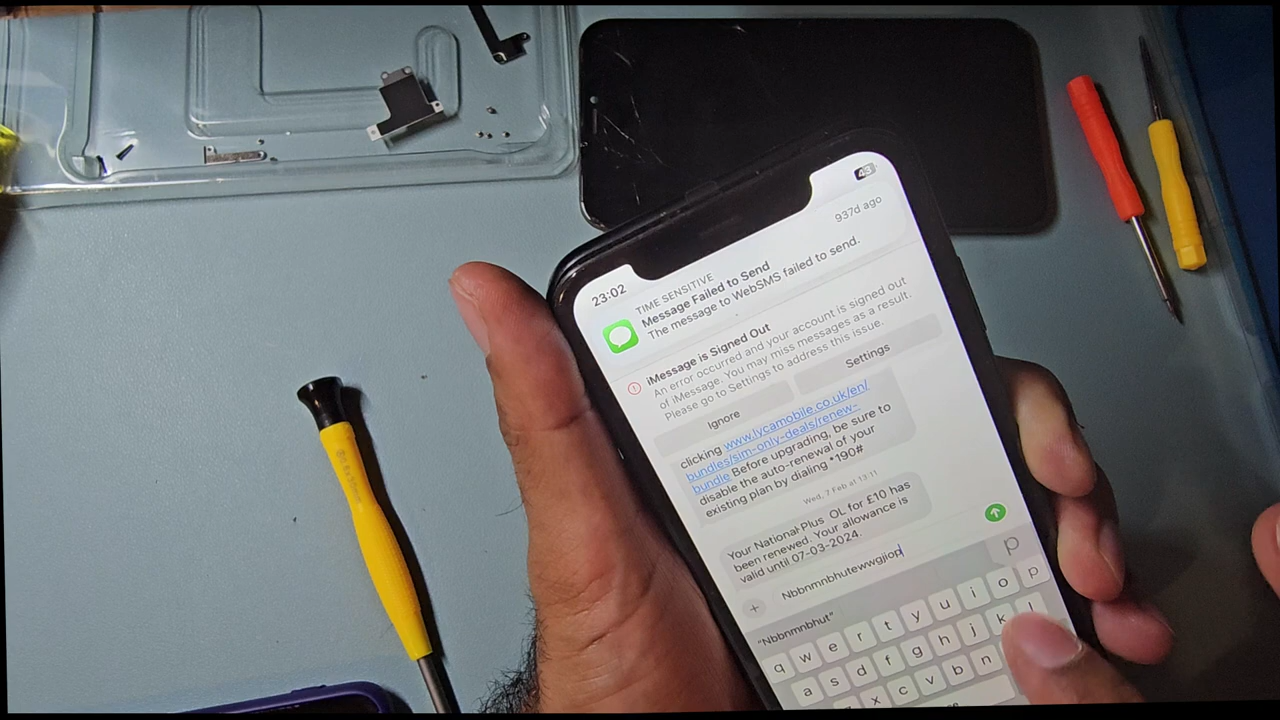 23:02
43
937d ago
TIME SENSITIVE
Message Failed to Send
The message to WebSMS failed to send.
iMessage is Signed Out
An error occurred and your account is signed out
of iMessage. You may miss messages as a result.
Please go to Settings to address this issue.
Ignore
Settings
clicking www.lycamobile.co.uk/en/
bundles/sim-only-deals/renew-
bundle Before upgrading, be sure to
disable the auto-renewal of your
existing plan by dialing *190#
Wed, 7 Feb at 13:11
Your National Plus OL for £10 has
been renewed. Your allowance is
valid until 07-03-2024.
Nbbnmnbhutewwgjiop
"Nbbnmnbhut"
P
q w e r t y u i o p
a s d f g h j k l
x c v b n